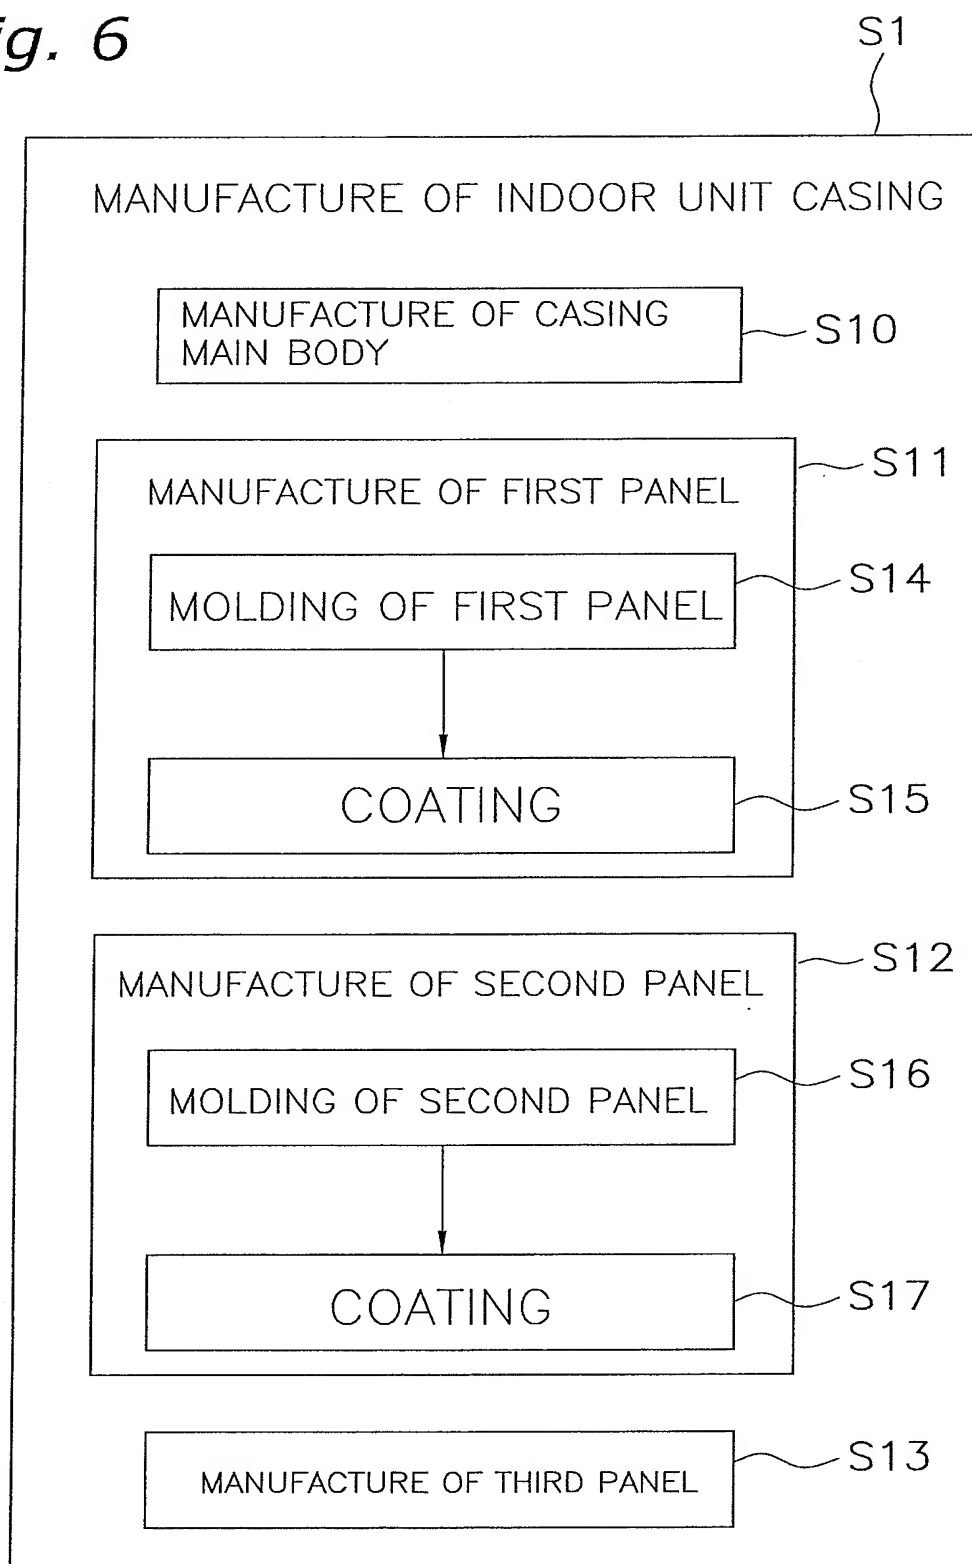 ig. 6
S1
MANUFACTURE OF INDOOR UNIT CASING
MANUFACTURE OF CASING
MAIN BODY
S10
S11
MANUFACTURE OF FIRST PANEL
S14
MOLDING OF FIRST PANEL
COATING
S15
S12
MANUFACTURE OF SECOND PANEL
S16
MOLDING OF SECOND PANEL
COATING
S17
S13
MANUFACTURE OF THIRD PANEL